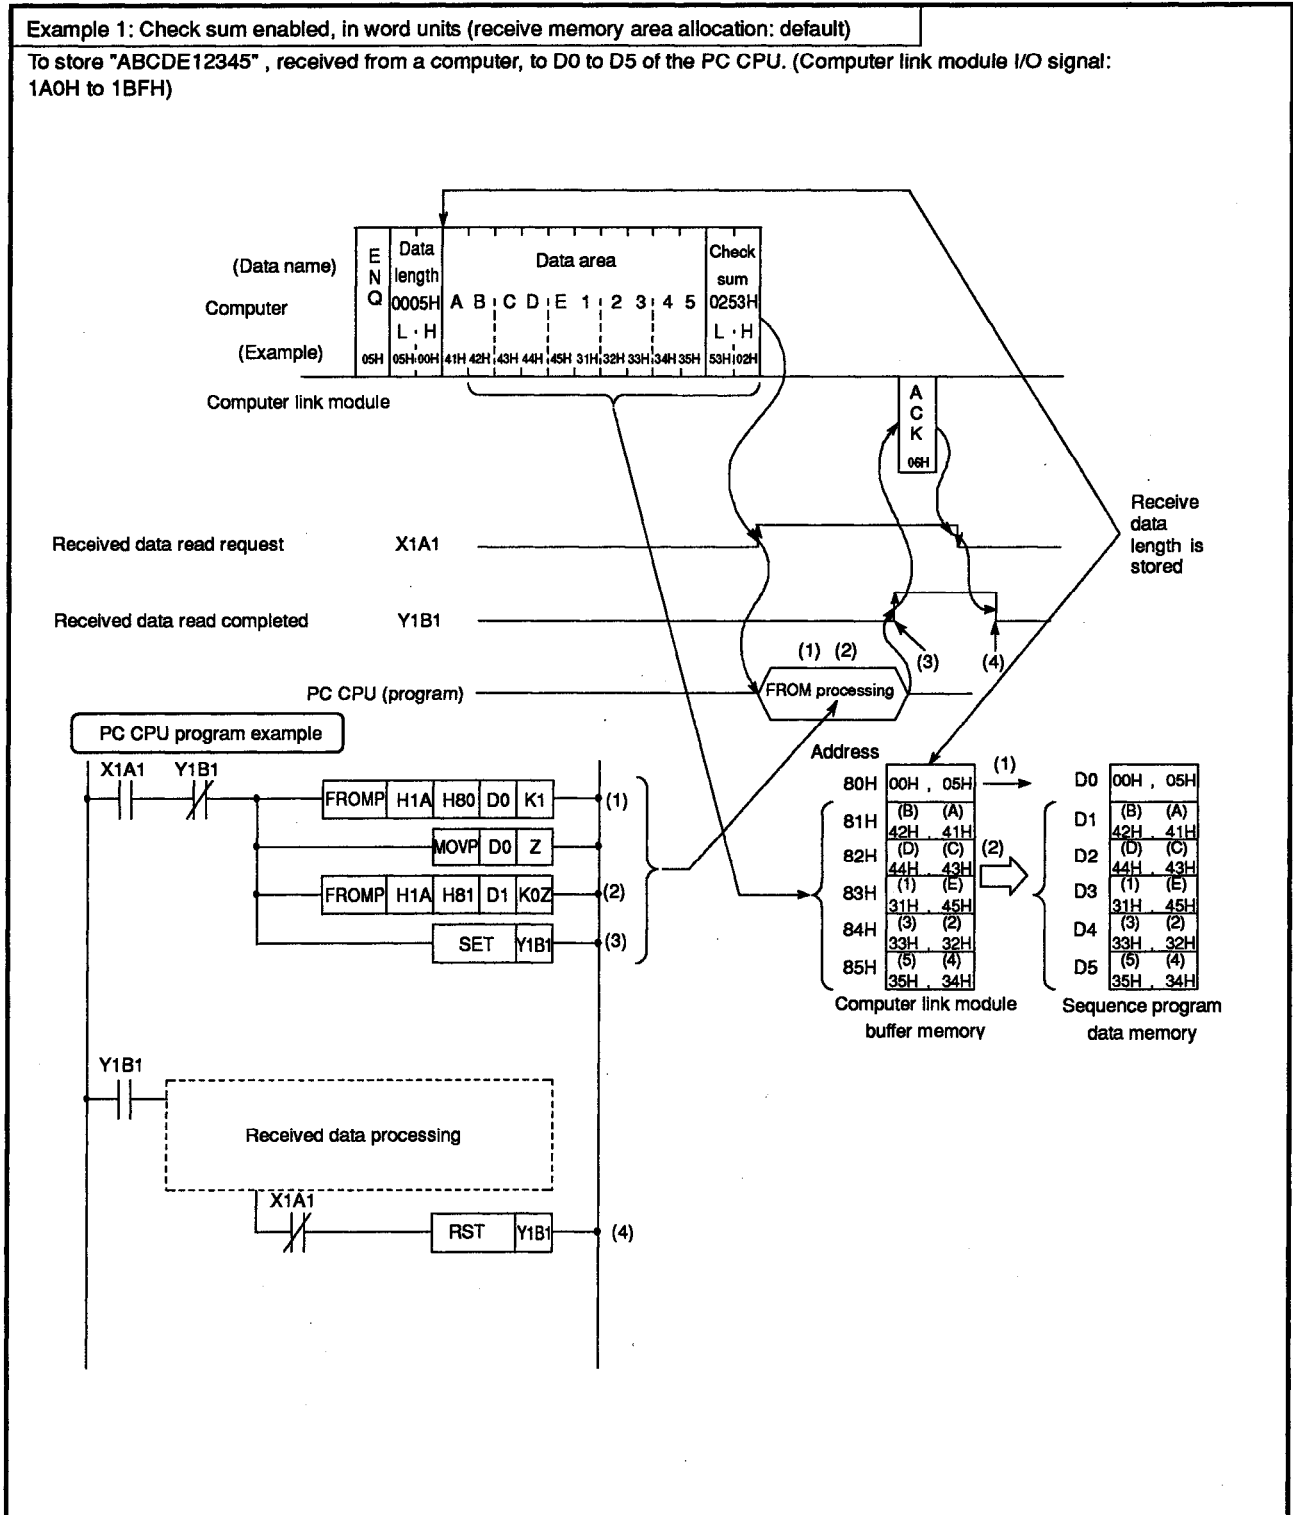 Example 1: Check sum enabled, in word units (receive memory area allocation: default)
To store "ABCDE12345" , received from a computer, to D0 to D5 of the PC CPU. (Computer link module I/O signal:
1A0H to 1BFH)
(Data name)
Computer
(Example)
ENQ
05H
Data
length
0005H
L H
05H 00H
Data area
A B C D E 1 2 3 4 5
41H 42H 43H 44H 45H 31H 32H 33H 34H 35H
Check
sum
0253H
L H
53H 02H
Computer link module
ACK
06H
Receive
data
length is
stored
Received data read request X1A1
Received data read completed Y1B1
(3) (4)
(1) (2)
PC CPU (program)
FROM processing
PC CPU program example
X1A1 Y1B1
FROMP H1A H80 D0 K1 (1)
MOVP D0 Z
FROMP H1A H81 D1 K0Z (2)
SET Y1B1 (3)
Address
80H 00H , 05H (1) D0 00H , 05H
81H (B) (A) D1 (B) (A)
42H , 41H 42H , 41H
82H (D) (C) (2) D2 (D) (C)
44H , 43H 44H , 43H
83H (1) (E) D3 (1) (E)
31H , 45H 31H , 45H
84H (3) (2) D4 (3) (2)
33H , 32H 33H , 32H
85H (5) (4) D5 (5) (4)
35H , 34H 35H , 34H
Computer link module
buffer memory
Sequence program
data memory
Y1B1
Received data processing
X1A1
RST Y1B1 (4)